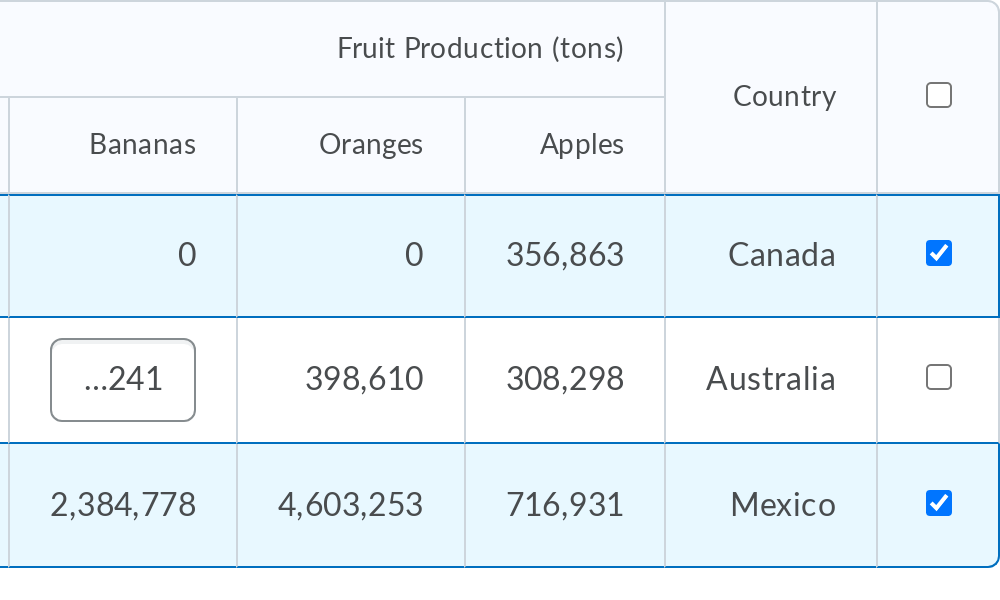 Fruit Production (tons)
Country
Bananas Oranges Apples
0 0 356,863 Canada
...241 398,610 308,298 Australia
2,384,778 4,603,253 716,931 Mexico